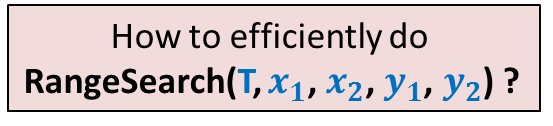 How to efficiently do
RangeSearch(T, x₁, x₂, y₁, y₂) ?